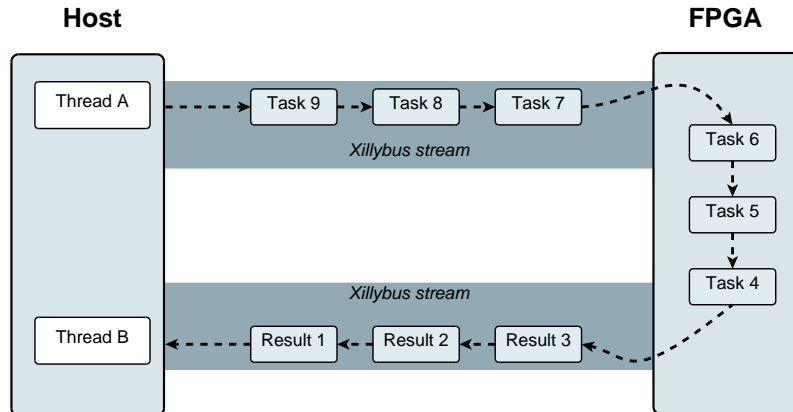 Host
FPGA
Thread A
Task 9
Task 8
Task 7
Xillybus stream
Task 6
Task 5
Task 4
Xillybus stream
Thread B
Result 1
Result 2
Result 3